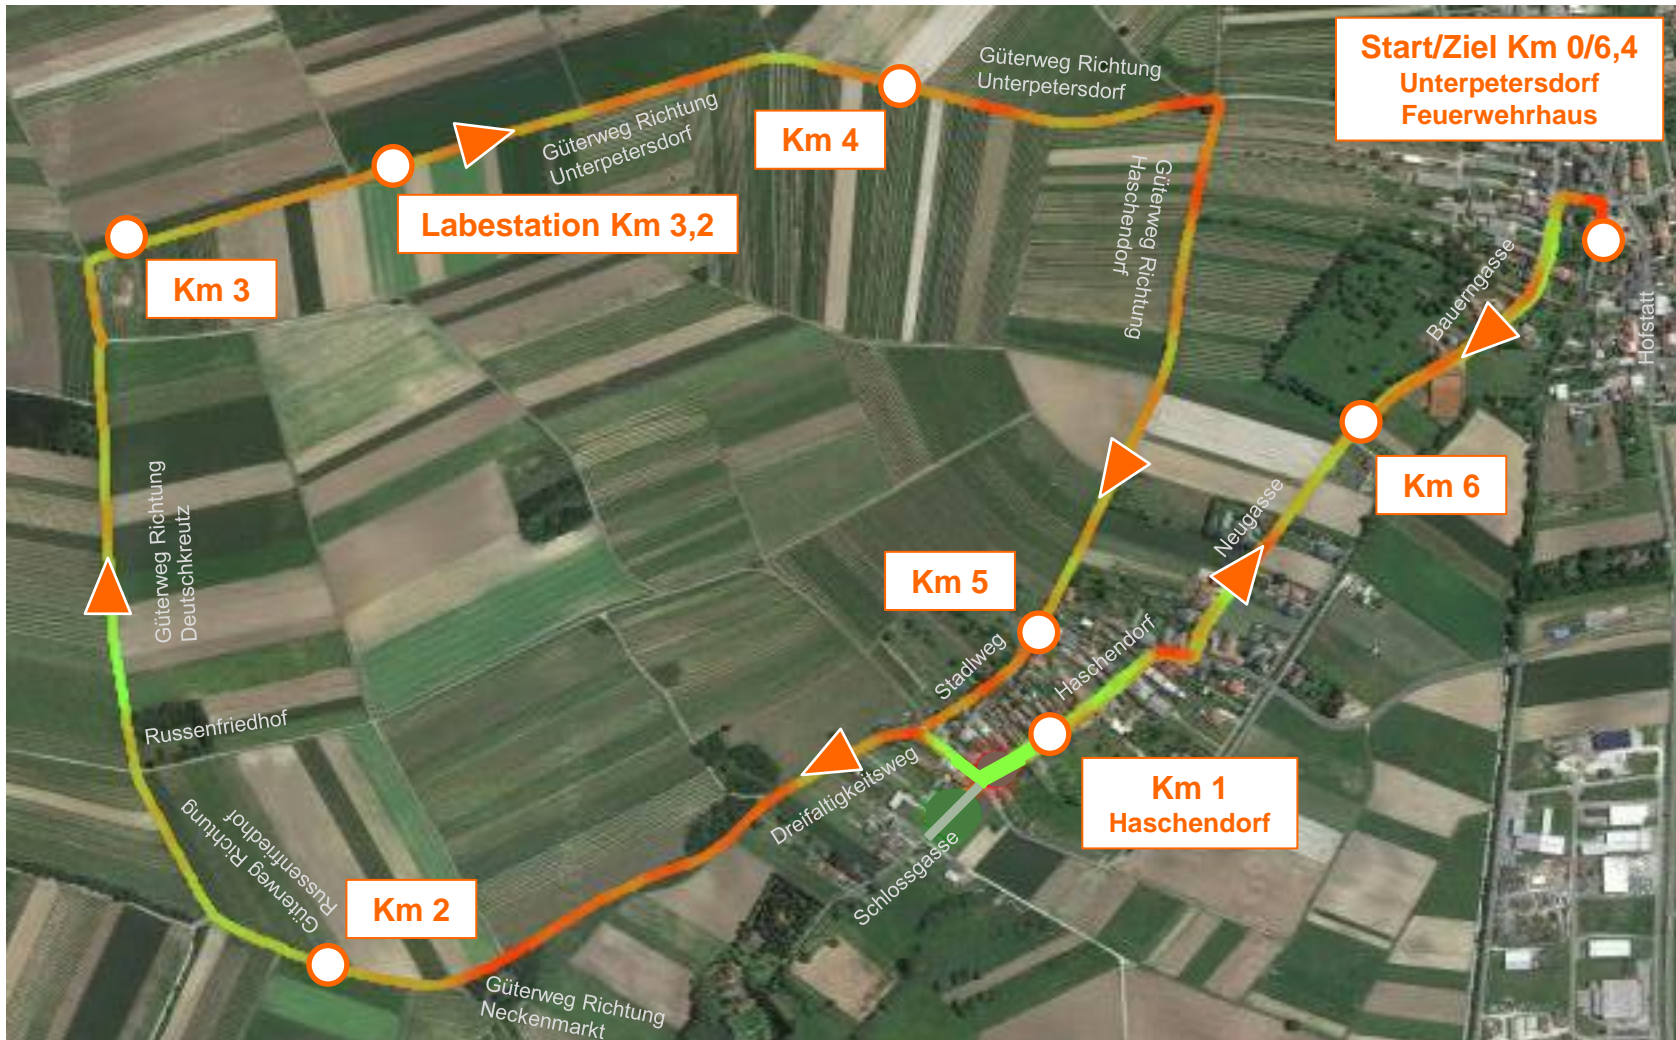 Start/Ziel Km 0/6,4
Unterpetersdorf
Feuerwehrhaus
Güterweg Richtung
Unterpetersdorf
Km 4
Güterweg Richtung
Unterpetersdorf
Labestation Km 3,2
Km 3
Güterweg Richtung
Haschendorf
Bauerngasse
Hofstatt
Km 6
Neugasse
Güterweg Richtung
Deutschkreutz
Km 5
Stadlweg
Haschendorf
Russenfriedhof
Dreifaltigkeitsweg
Km 1
Haschendorf
Schlossgasse
Güterweg Richtung
Russenfriedhof
Km 2
Güterweg Richtung
Neckenmarkt